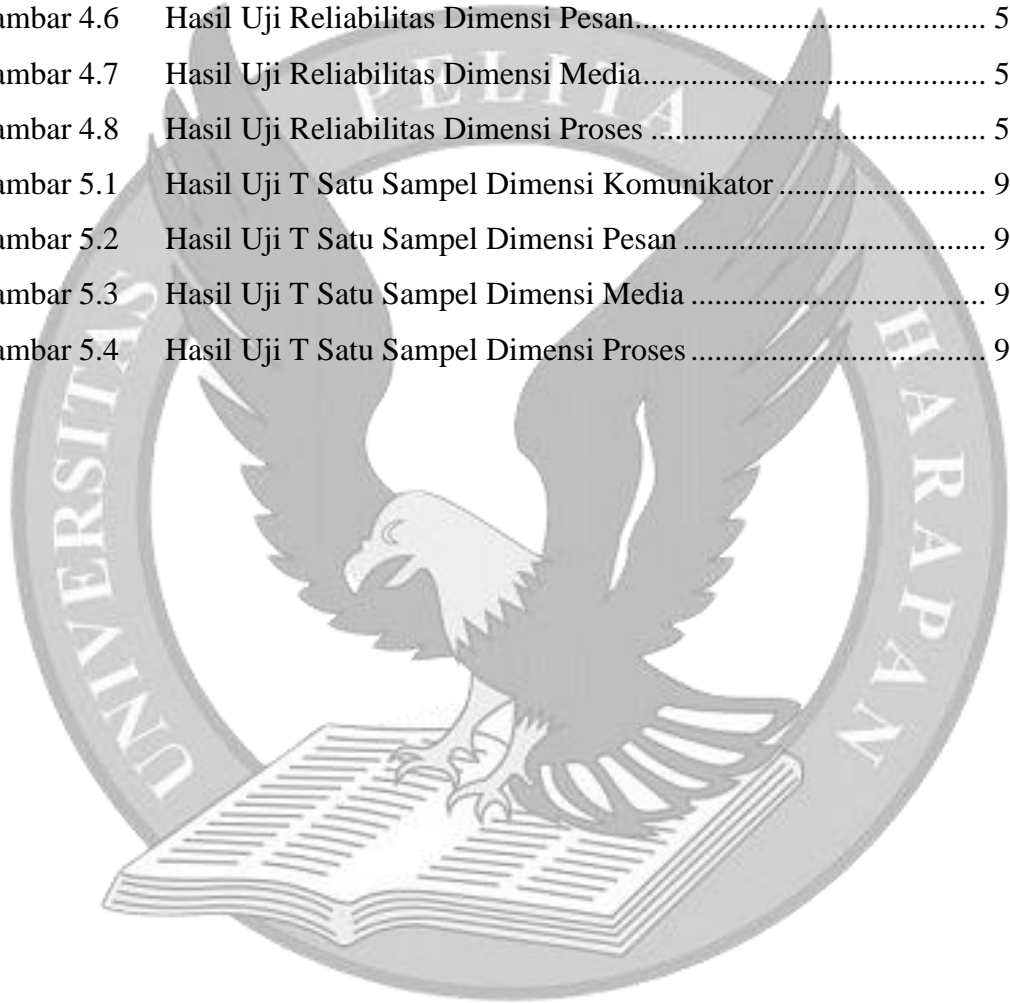 ambar 4.6 Hasil Uji Reliabilitas Dimensi Pesan.......................................... 5
ambar 4.7 Hasil Uji Reliabilitas Dimensi Media......................................... 5
ambar 4.8 Hasil Uji Reliabilitas Dimensi Proses ........................................ 5
ambar 5.1 Hasil Uji T Satu Sampel Dimensi Komunikator ......................... 9
ambar 5.2 Hasil Uji T Satu Sampel Dimensi Pesan .................................... 9
ambar 5.3 Hasil Uji T Satu Sampel Dimensi Media ................................... 9
ambar 5.4 Hasil Uji T Satu Sampel Dimensi Proses ................................... 9
UNIVERSITAS PELITA HARAPAN